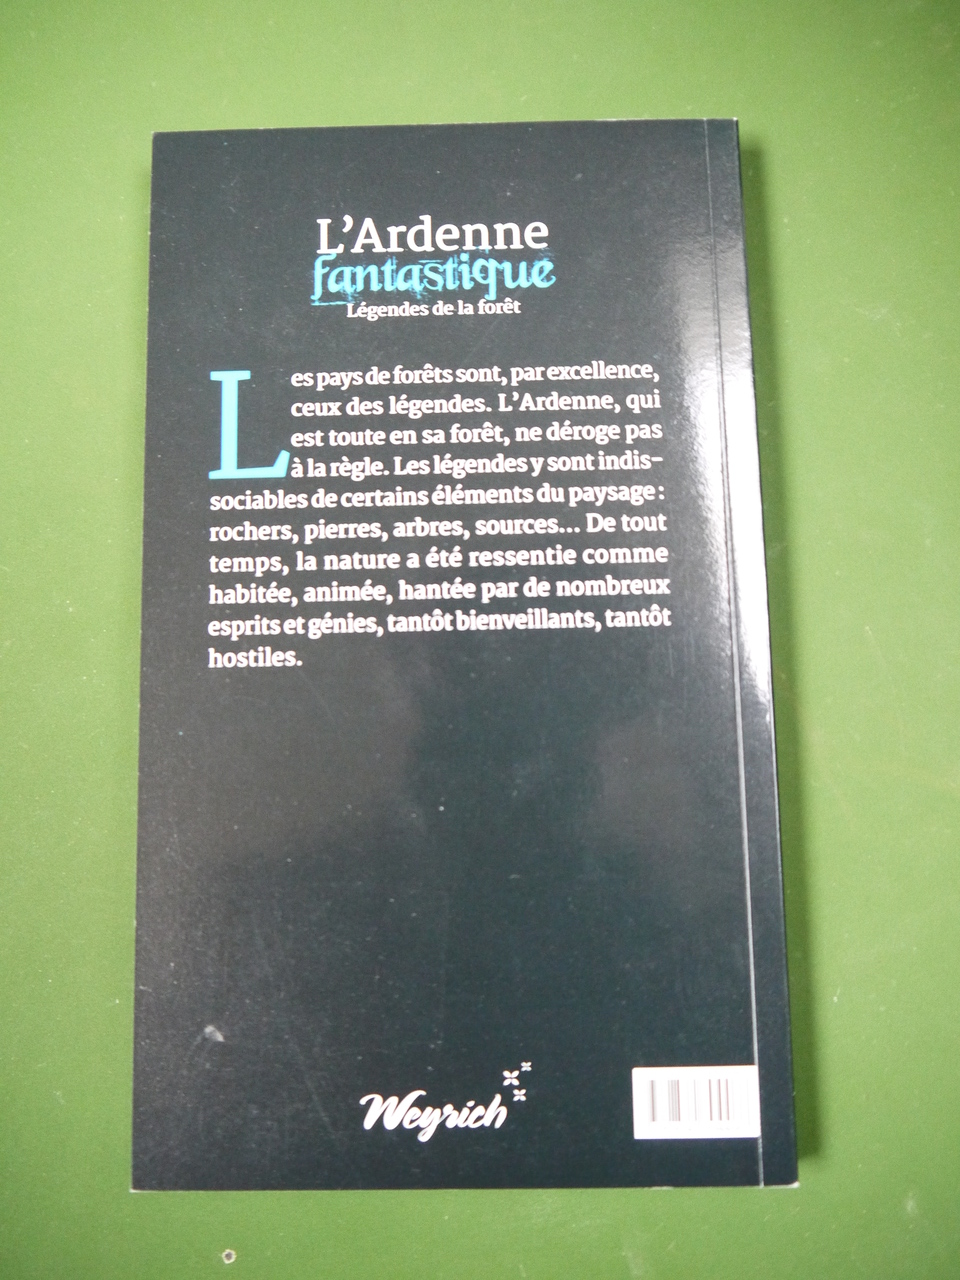 L'Ardenne
fantastique
Légendes de la forêt
Les pays de forêts sont, par excellence,
ceux des légendes. L'Ardenne, qui
est toute en sa forêt, ne déroge pas
à la règle. Les légendes y sont indis-
sociables de certains éléments du paysage :
rochers, pierres, arbres, sources... De tout
temps, la nature a été ressentie comme
habitée, animée, hantée par de nombreux
esprits et génies, tantôt bienveillants, tantôt
hostiles.
Weyrich